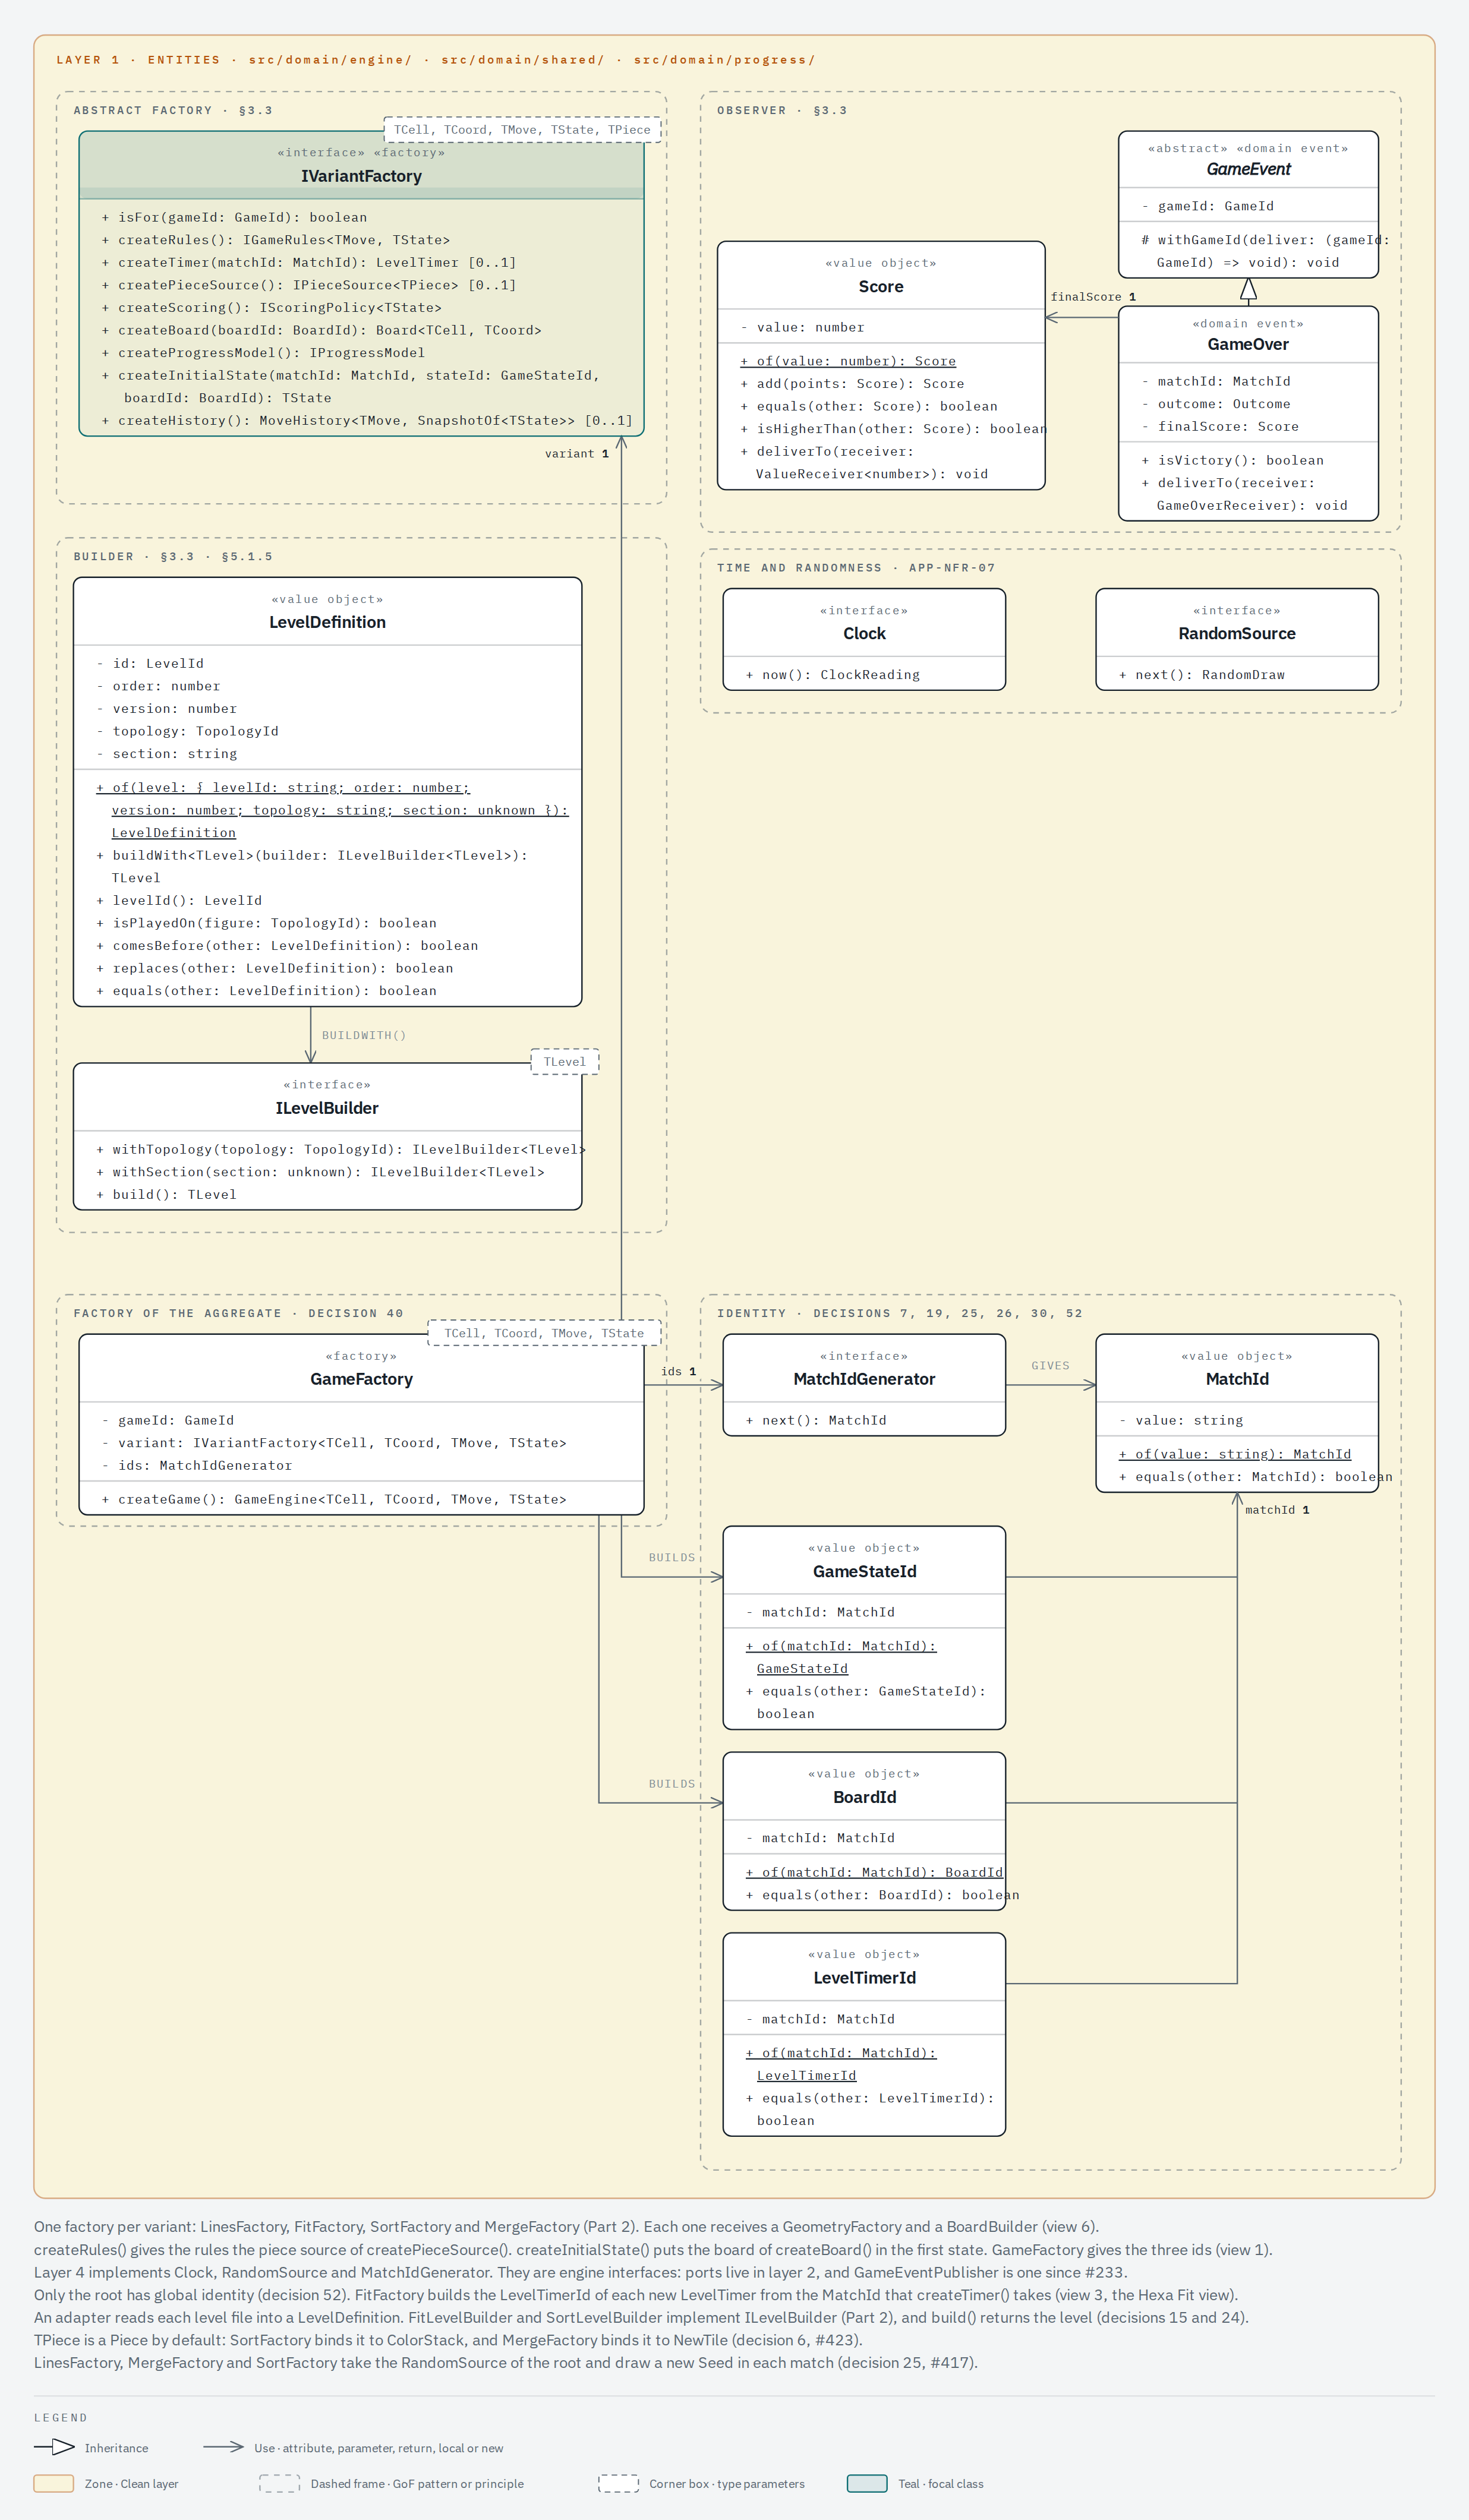 LAYER 1 · ENTITIES · src/domain/engine/ · src/domain/shared/ · src/domain/progress/
ABSTRACT FACTORY · §3.3
TCell, TCoord, TMove, TState, TPiece
«interface» «factory»
IVariantFactory
+ isFor(gameId: GameId): boolean
+ createRules(): IGameRules<TMove, TState>
+ createTimer(matchId: MatchId): LevelTimer [0..1]
+ createPieceSource(): IPieceSource<TPiece> [0..1]
+ createScoring(): IScoringPolicy<TState>
+ createBoard(boardId: BoardId): Board<TCell, TCoord>
+ createProgressModel(): IProgressModel
+ createInitialState(matchId: MatchId, stateId: GameStateId,
boardId: BoardId): TState
+ createHistory(): MoveHistory<TMove, SnapshotOf<TState>> [0..1]
variant 1
OBSERVER · §3.3
«abstract» «domain event»
GameEvent
- gameId: GameId
# withGameId(deliver: (gameId:
GameId) => void): void
«value object»
Score
- value: number
+ of(value: number): Score
+ add(points: Score): Score
+ equals(other: Score): boolean
+ isHigherThan(other: Score): boolean
+ deliverTo(receiver:
ValueReceiver<number>): void
finalScore 1
«domain event»
GameOver
- matchId: MatchId
- outcome: Outcome
- finalScore: Score
+ isVictory(): boolean
+ deliverTo(receiver:
GameOverReceiver): void
BUILDER · §3.3 · §5.1.5
«value object»
LevelDefinition
- id: LevelId
- order: number
- version: number
- topology: TopologyId
- section: string
+ of(level: { levelId: string; order: number;
version: number; topology: string; section: unknown }):
LevelDefinition
+ buildWith<TLevel>(builder: ILevelBuilder<TLevel>):
TLevel
+ levelId(): LevelId
+ isPlayedOn(figure: TopologyId): boolean
+ comesBefore(other: LevelDefinition): boolean
+ replaces(other: LevelDefinition): boolean
+ equals(other: LevelDefinition): boolean
BUILDWITH()
TLevel
«interface»
ILevelBuilder
+ withTopology(topology: TopologyId): ILevelBuilder<TLevel>
+ withSection(section: unknown): ILevelBuilder<TLevel>
+ build(): TLevel
TIME AND RANDOMNESS · APP-NFR-07
«interface»
Clock
+ now(): ClockReading
«interface»
RandomSource
+ next(): RandomDraw
FACTORY OF THE AGGREGATE · DECISION 40
TCell, TCoord, TMove, TState
«factory»
GameFactory
- gameId: GameId
- variant: IVariantFactory<TCell, TCoord, TMove, TState>
- ids: MatchIdGenerator
+ createGame(): GameEngine<TCell, TCoord, TMove, TState>
ids 1
BUILDS
BUILDS
IDENTITY · DECISIONS 7, 19, 25, 26, 30, 52
«interface»
MatchIdGenerator
+ next(): MatchId
GIVES
«value object»
MatchId
- value: string
+ of(value: string): MatchId
+ equals(other: MatchId): boolean
matchId 1
«value object»
GameStateId
- matchId: MatchId
+ of(matchId: MatchId):
GameStateId
+ equals(other: GameStateId):
boolean
«value object»
BoardId
- matchId: MatchId
+ of(matchId: MatchId): BoardId
+ equals(other: BoardId): boolean
«value object»
LevelTimerId
- matchId: MatchId
+ of(matchId: MatchId):
LevelTimerId
+ equals(other: LevelTimerId):
boolean
One factory per variant: LinesFactory, FitFactory, SortFactory and MergeFactory (Part 2). Each one receives a GeometryFactory and a BoardBuilder (view 6).
createRules() gives the rules the piece source of createPieceSource(). createInitialState() puts the board of createBoard() in the first state. GameFactory gives the three ids (view 1).
Layer 4 implements Clock, RandomSource and MatchIdGenerator. They are engine interfaces: ports live in layer 2, and GameEventPublisher is one since #233.
Only the root has global identity (decision 52). FitFactory builds the LevelTimerId of each new LevelTimer from the MatchId that createTimer() takes (view 3, the Hexa Fit view).
An adapter reads each level file into a LevelDefinition. FitLevelBuilder and SortLevelBuilder implement ILevelBuilder (Part 2), and build() returns the level (decisions 15 and 24).
TPiece is a Piece by default: SortFactory binds it to ColorStack, and MergeFactory binds it to NewTile (decision 6, #423).
LinesFactory, MergeFactory and SortFactory take the RandomSource of the root and draw a new Seed in each match (decision 25, #417).
LEGEND
Inheritance
Use · attribute, parameter, return, local or new
Zone · Clean layer
Dashed frame · GoF pattern or principle
Corner box · type parameters
Teal · focal class